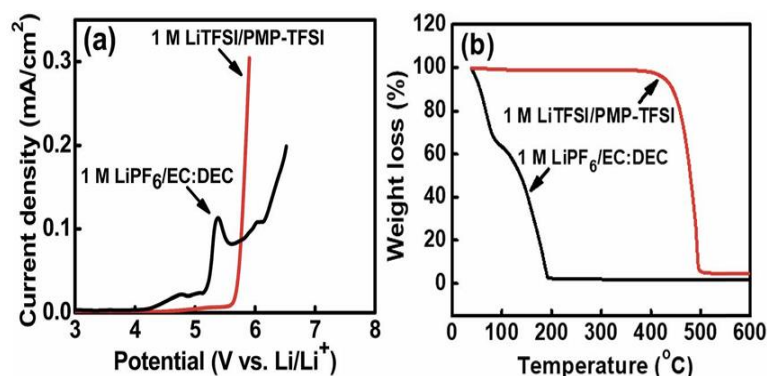 (a)
1 M LiTFSI/PMP-TFSI
1 M LiPF6/EC:DEC
Current density (mA/cm2)
0.3
0.2
0.1
0.0
3 4 5 6 7 8
Potential (V vs. Li/Li+)
(b)
1 M LiTFSI/PMP-TFSI
1 M LiPF6/EC:DEC
Weight loss (%)
120
100
80
60
40
20
0
0 100 200 300 400 500 600
Temperature (oC)